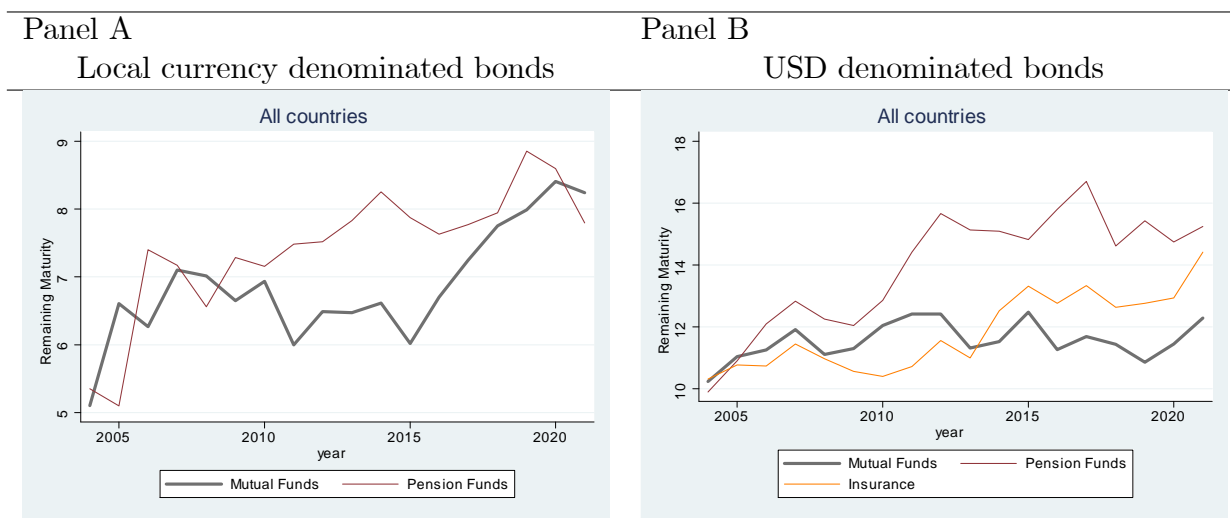 Panel A
Local currency denominated bonds
Panel B
USD denominated bonds
All countries
Remaining Maturity
9
8
7
6
5
2005 2010 2015 2020
year
Mutual Funds Pension Funds
All countries
Remaining Maturity
18
16
14
12
10
2005 2010 2015 2020
year
Mutual Funds Pension Funds
Insurance